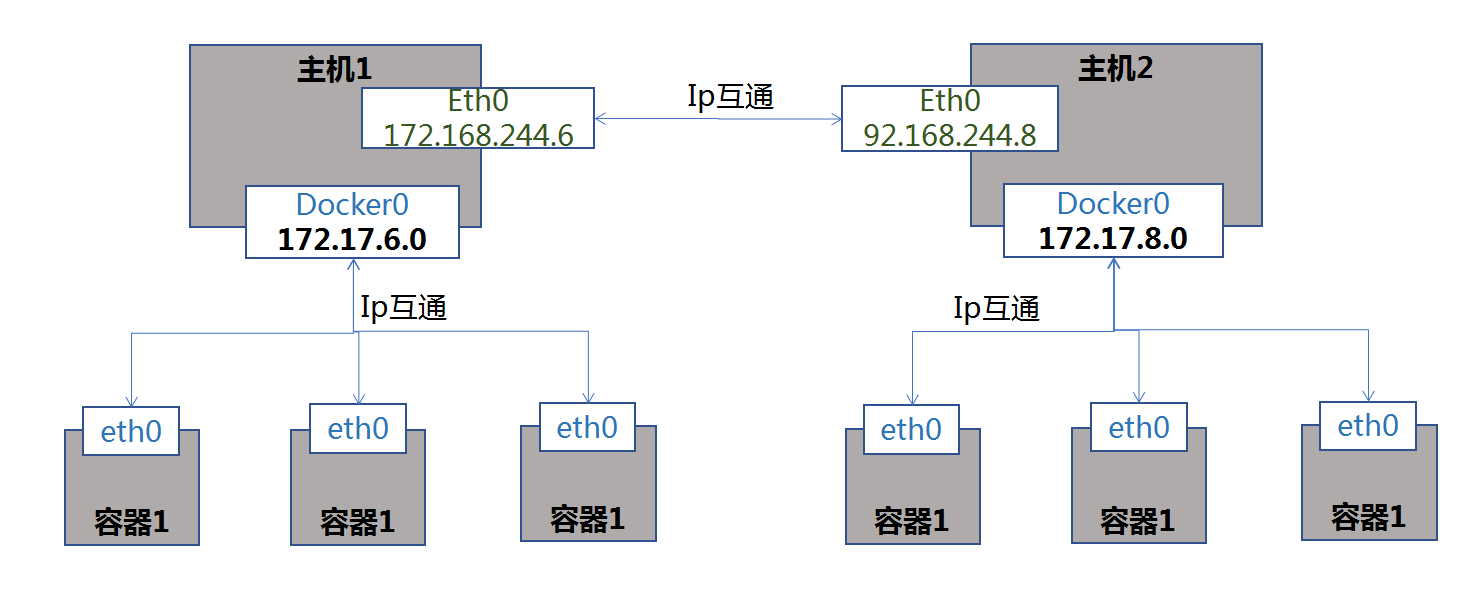 主机1
主机2
Eth0
172.168.244.6
Ip互通
Eth0
92.168.244.8
Docker0
172.17.6.0
Docker0
172.17.8.0
Ip互通
Ip互通
eth0
eth0
eth0
eth0
eth0
eth0
容器1
容器1
容器1
容器1
容器1
容器1